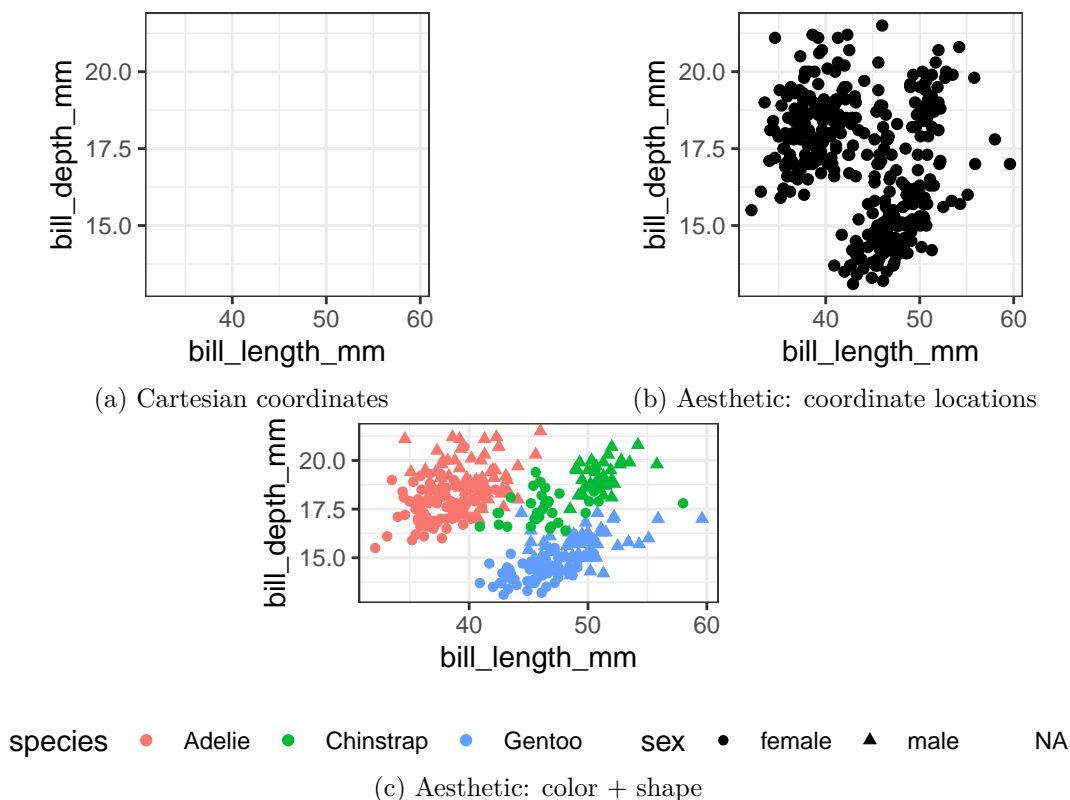 bill_depth_mm
20.0
17.5
15.0
40 50 60
bill_length_mm
(a) Cartesian coordinates
bill_depth_mm
20.0
17.5
15.0
40 50 60
bill_length_mm
(b) Aesthetic: coordinate locations
bill_depth_mm
20.0
17.5
15.0
40 50 60
bill_length_mm
species Adelie Chinstrap Gentoo sex female male NA
(c) Aesthetic: color + shape